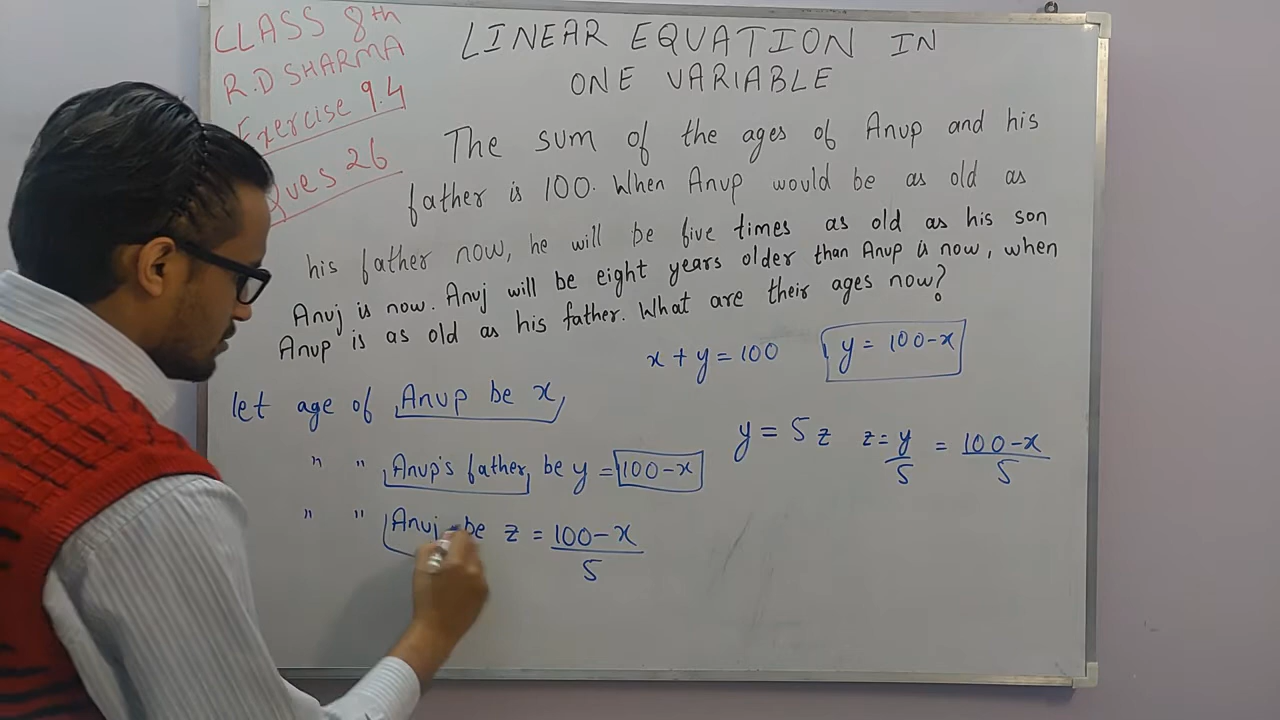 CLASS 8th
R.D SHARMA
Exercise 9.4
Ques 26
LINEAR EQUATION IN
ONE VARIABLE
The sum of the ages of Anup and his
father is 100. When Anup would be as old as
his father now, he will be five times as old as his son
Anuj is now. Anuj will be eight years older than Anup is now, when
Anup is as old as his father. What are their ages now?
x + y = 100 y = 100-x
let age of Anup be x,
" " Anup's father, be y = 100-x
" " Anuj be z = 100-x/5
y = 5z z = y/5 = 100-x/5